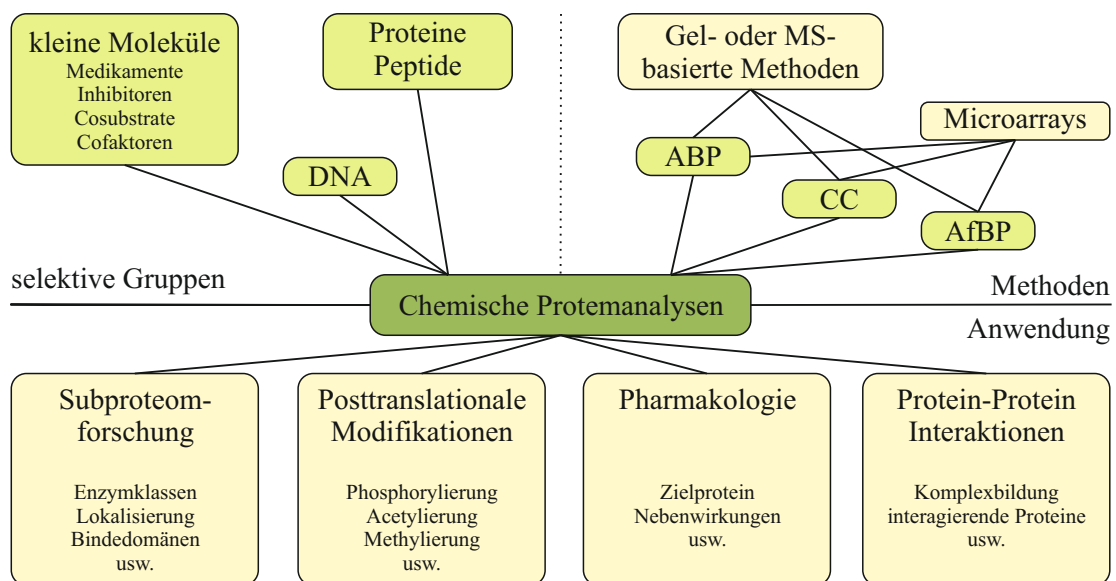 kleine Moleküle
Medikamente
Inhibitoren
Cosubstrate
Cofaktoren
Proteine
Peptide
DNA
Gel- oder MS-
basierte Methoden
Microarrays
ABP
CC
AfBP
selektive Gruppen
Chemische Protemanalysen
Methoden
Anwendung
Subproteom-
forschung
Enzymklassen
Lokalisierung
Bindedomänen
usw.
Posttranslationale
Modifikationen
Phosphorylierung
Acetylierung
Methylierung
usw.
Pharmakologie
Zielprotein
Nebenwirkungen
usw.
Protein-Protein
Interaktionen
Komplexbildung
interagierende Proteine
usw.